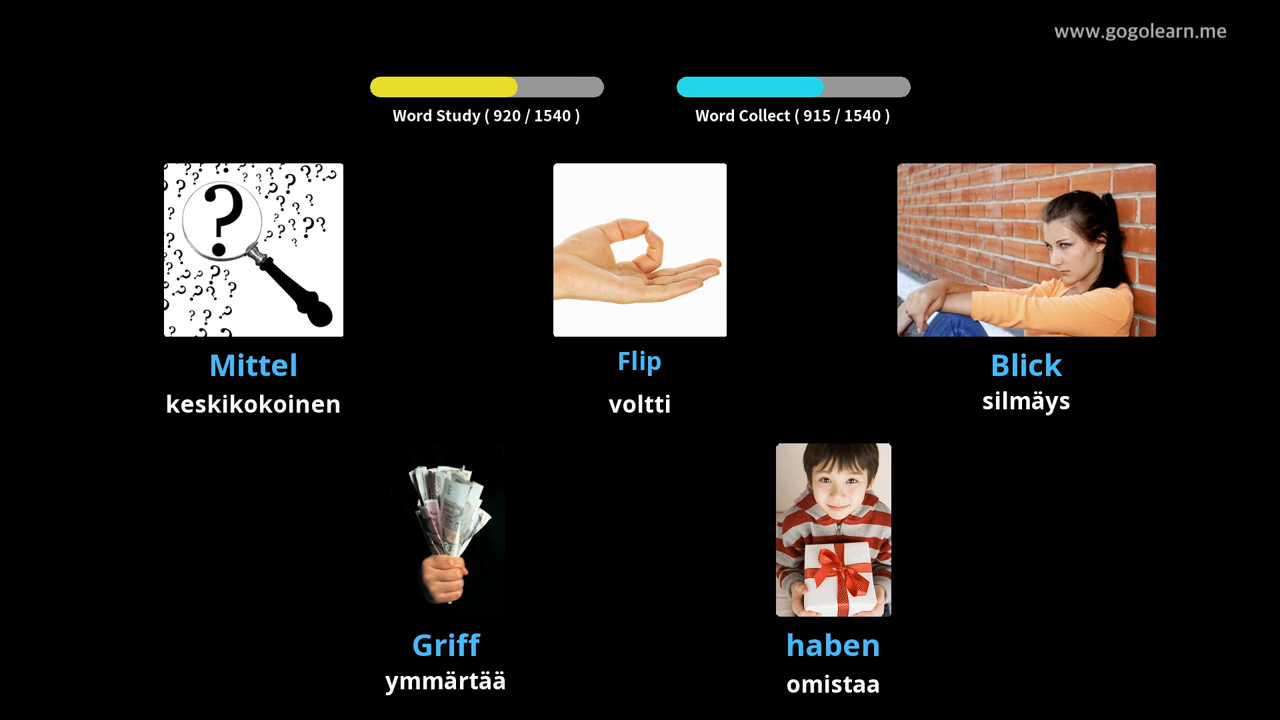 www.gogolearn.me
Word Study ( 920 / 1540 )
Word Collect ( 915 / 1540 )
Mittel
keskikokoinen
Flip
voltti
Blick
silmäys
Griff
ymmärtää
haben
omistaa